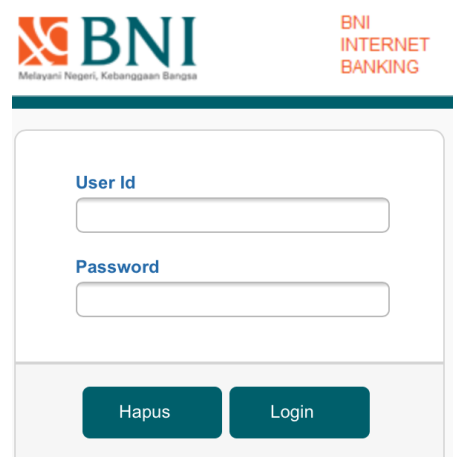 BNI
Melayani Negeri, Kebanggaan Bangsa
BNI
INTERNET
BANKING
User Id
Password
Hapus
Login